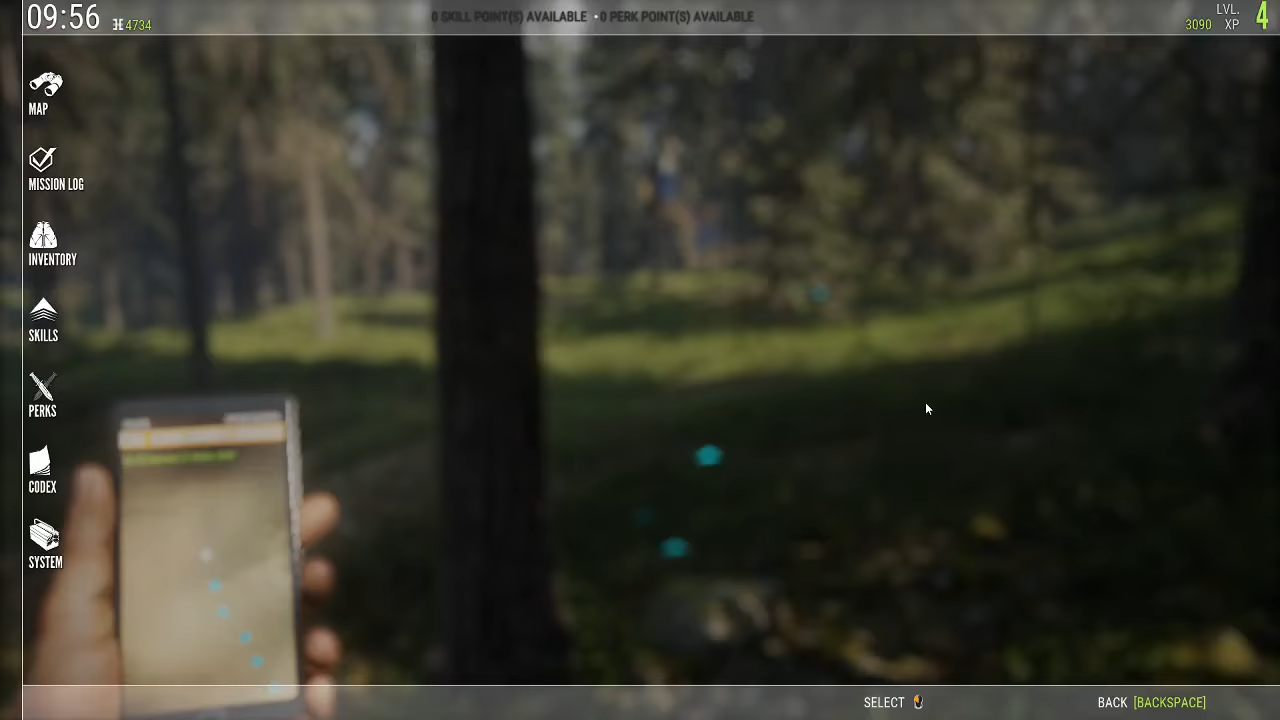 09:56 4734
0 SKILL POINT(S) AVAILABLE • 0 PERK POINT(S) AVAILABLE
LVL.
3090 XP
4
MAP
MISSION LOG
INVENTORY
SKILLS
PERKS
CODEX
SYSTEM
SELECT
BACK [BACKSPACE]